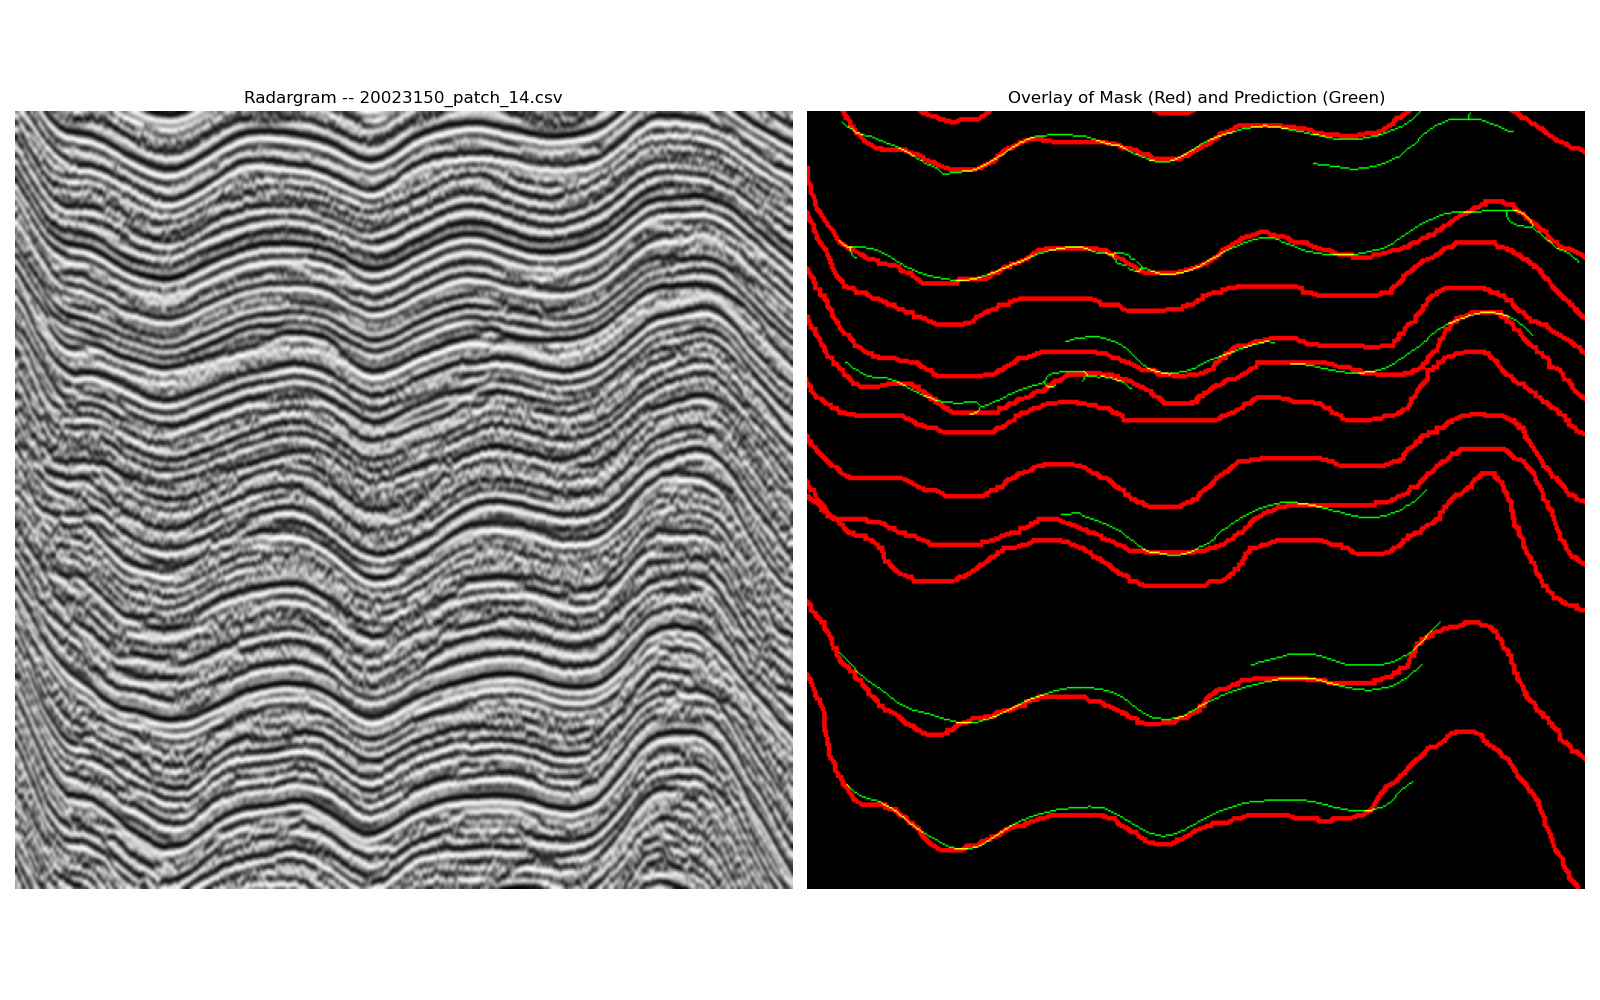 Radargram -- 20023150_patch_14.csv
Overlay of Mask (Red) and Prediction (Green)